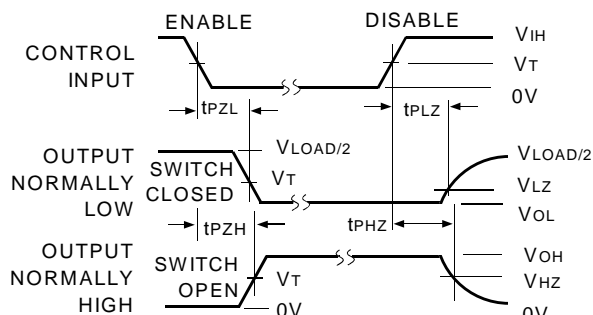 ENABLE
DISABLE
CONTROL
INPUT
VIH
VT
0V
tPZL
tPLZ
OUTPUT
NORMALLY
LOW
SWITCH
CLOSED
VLOAD/2
VT
VLOAD/2
VLZ
VOL
tPZH
tPHZ
OUTPUT
NORMALLY
HIGH
SWITCH
OPEN
VT
0V
VOH
VHZ
0V